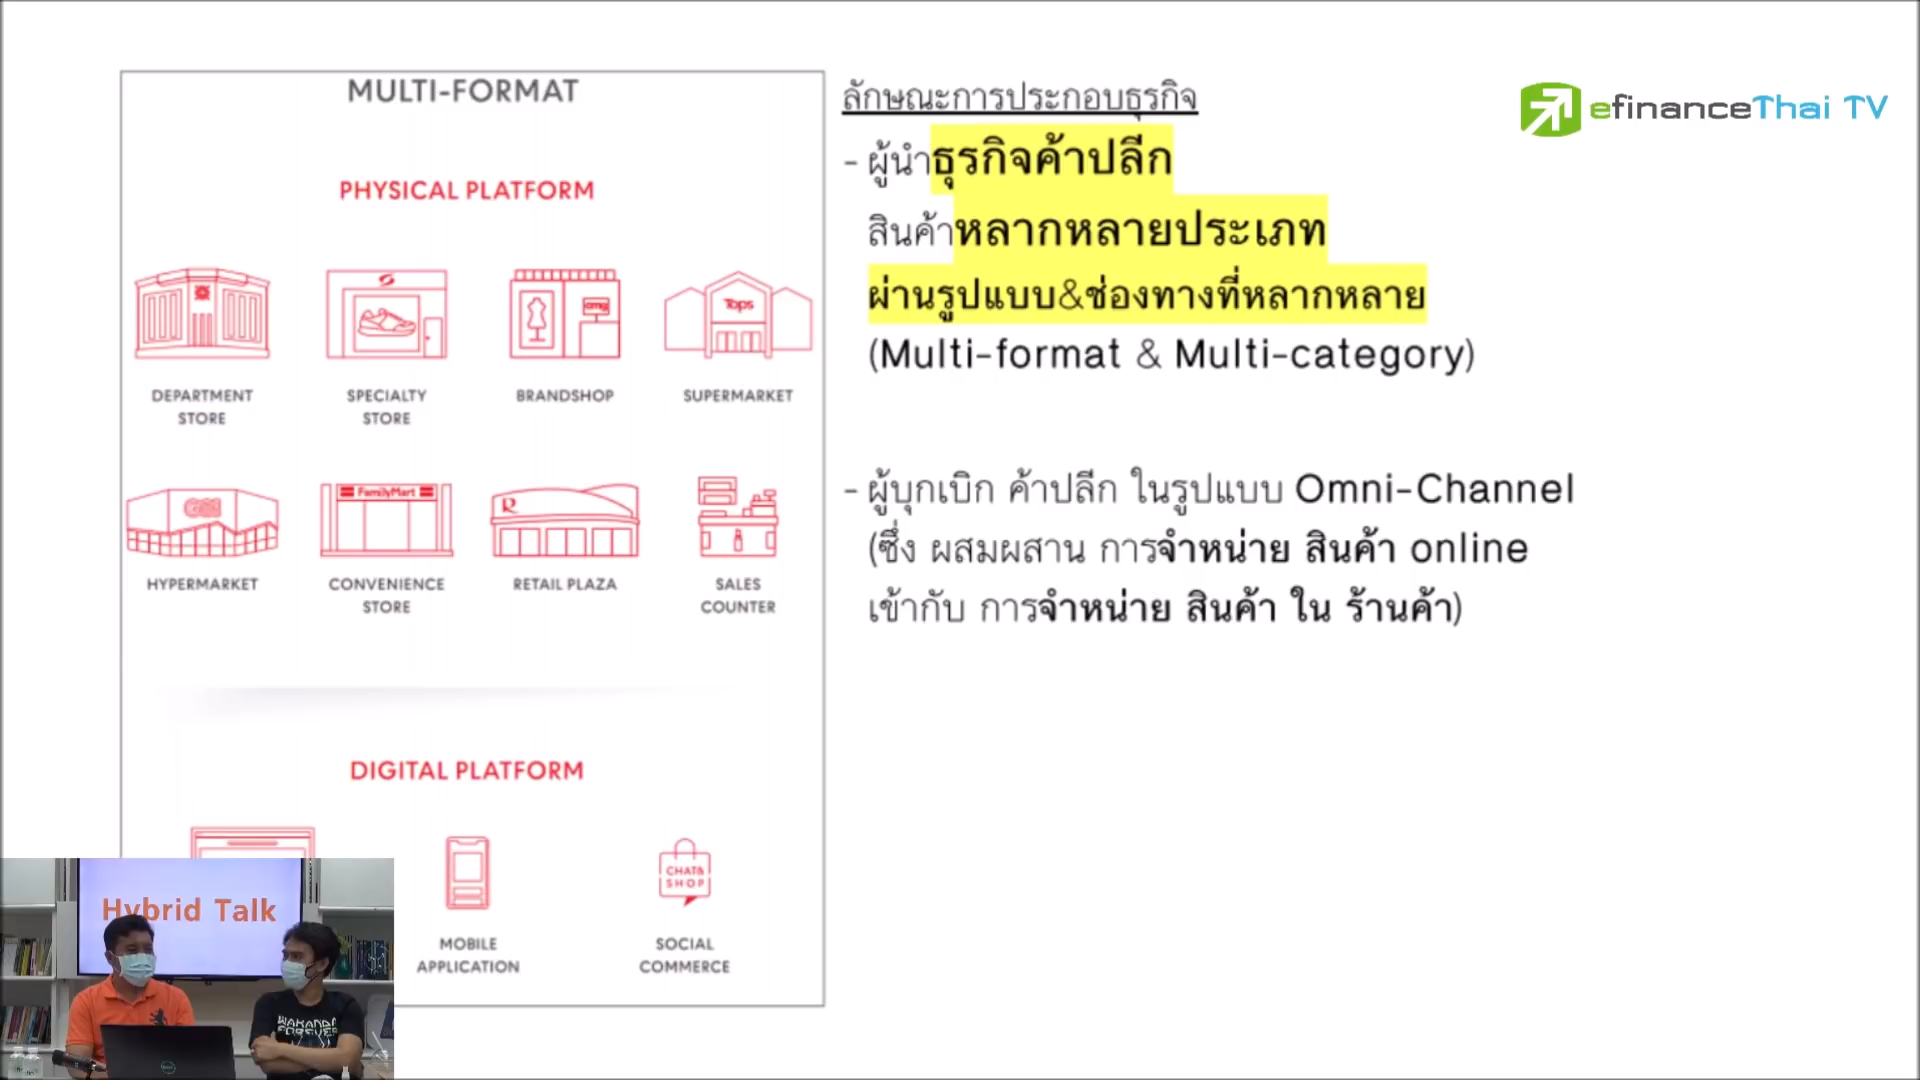 MULTI-FORMAT
PHYSICAL PLATFORM
Tops
DEPARTMENT
STORE
SPECIALTY
STORE
BRANDSHOP
SUPERMARKET
FamilyMart
R
HYPERMARKET
CONVENIENCE
STORE
RETAIL PLAZA
SALES
COUNTER
DIGITAL PLATFORM
CHAT&
SHOP
MOBILE
APPLICATION
SOCIAL
COMMERCE
ลักษณะการประกอบธุรกิจ
- ผู้นำธุรกิจค้าปลีก
สินค้าหลากหลายประเภท
ผ่านรูปแบบ&ช่องทางที่หลากหลาย
(Multi-format & Multi-category)
- ผู้บุกเบิก ค้าปลีก ในรูปแบบ Omni-Channel
(ซึ่ง ผสมผสาน การจำหน่าย สินค้า online
เข้ากับ การจำหน่าย สินค้า ใน ร้านค้า)
efinanceThai TV
Hybrid Talk
WAKANDA
FOREVER